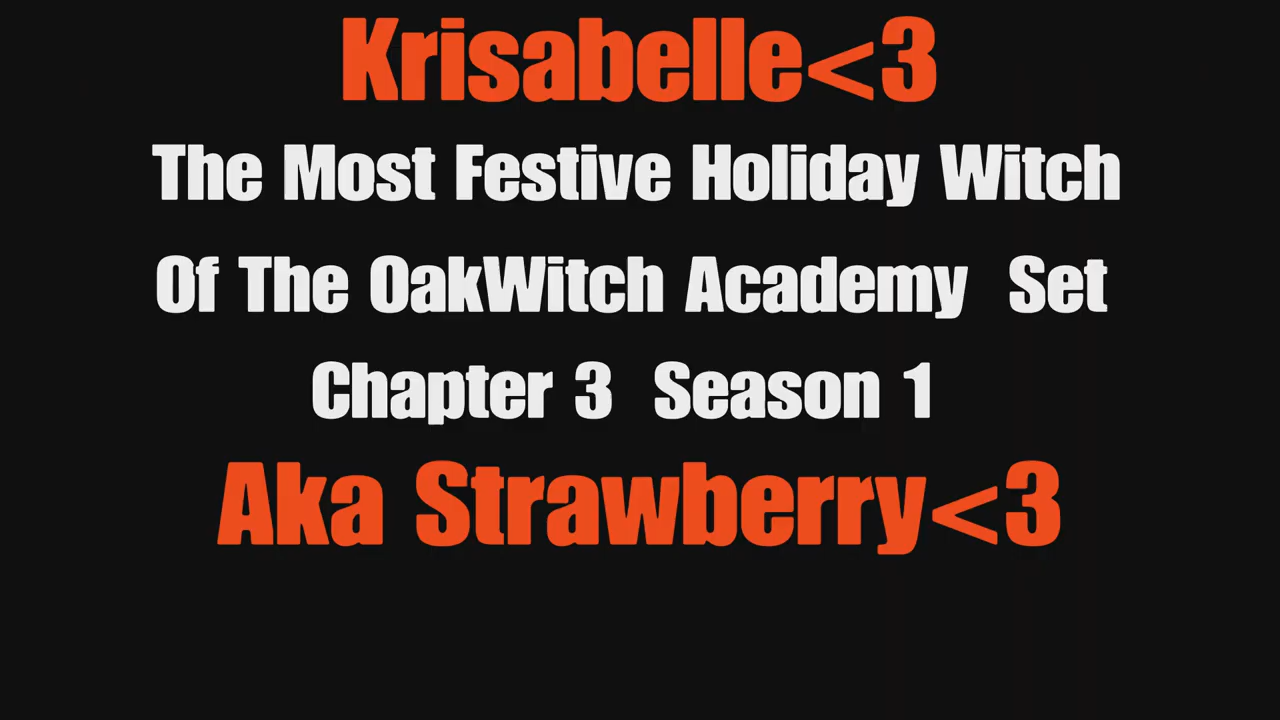 Krisabelle<3
The Most Festive Holiday Witch
Of The OakWitch Academy  Set
Chapter 3  Season 1
Aka Strawberry<3